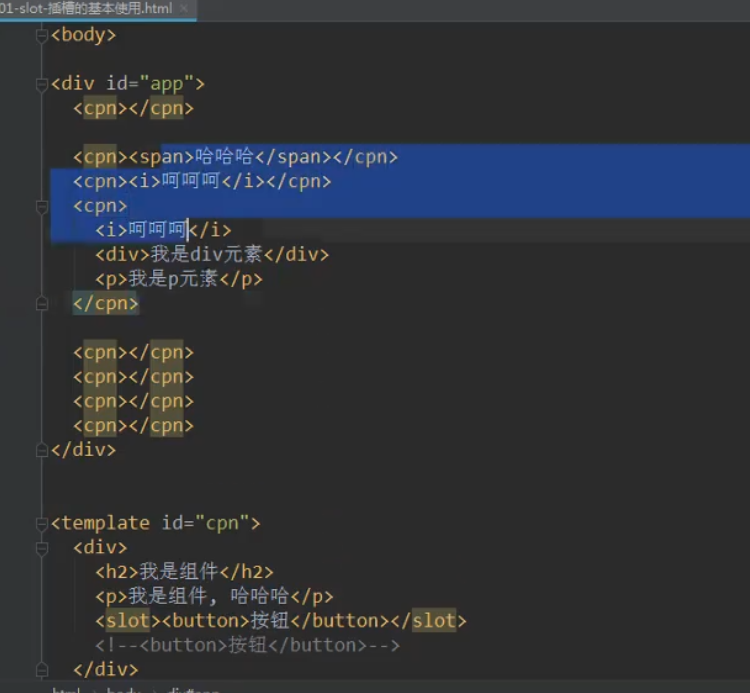 01-slot-插槽的基本使用.html
<body>
<div id="app">
<cpn></cpn>
<cpn><span>哈哈哈</span></cpn>
<cpn><i>呵呵呵</i></cpn>
<cpn>
<i>呵呵呵</i>
<div>我是div元素</div>
<p>我是p元素</p>
</cpn>
<cpn></cpn>
<cpn></cpn>
<cpn></cpn>
<cpn></cpn>
</div>
<template id="cpn">
<div>
<h2>我是组件</h2>
<p>我是组件, 哈哈哈</p>
<slot><button>按钮</button></slot>
<!--<button>按钮</button>-->
</div>